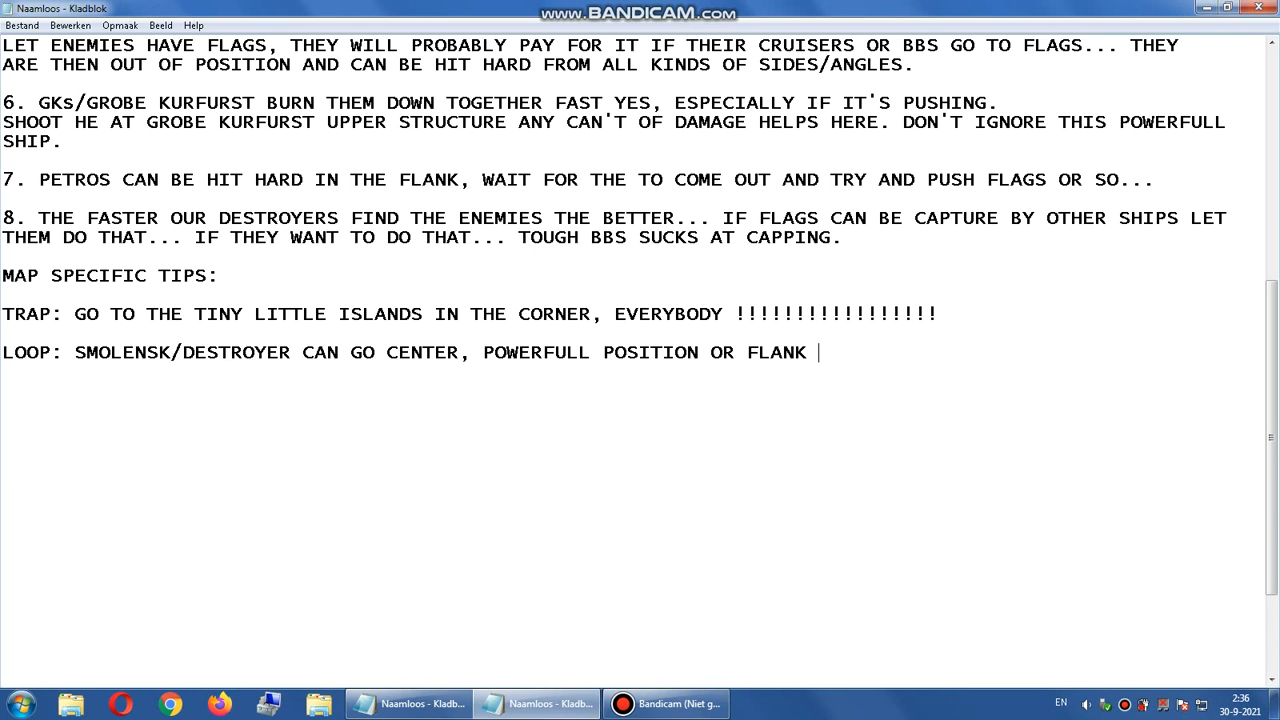 Naamloos - Kladblok
www.BANDICAM.com
Bestand Bewerken Opmaak Beeld Help
LET ENEMIES HAVE FLAGS, THEY WILL PROBABLY PAY FOR IT IF THEIR CRUISERS OR BBS GO TO FLAGS... THEY
ARE THEN OUT OF POSITION AND CAN BE HIT HARD FROM ALL KINDS OF SIDES/ANGLES.
6. GKs/GROBE KURFURST BURN THEM DOWN TOGETHER FAST YES, ESPECIALLY IF IT'S PUSHING.
SHOOT HE AT GROBE KURFURST UPPER STRUCTURE ANY CAN'T OF DAMAGE HELPS HERE. DON'T IGNORE THIS POWERFULL
SHIP.
7. PETROS CAN BE HIT HARD IN THE FLANK, WAIT FOR THE TO COME OUT AND TRY AND PUSH FLAGS OR SO...
8. THE FASTER OUR DESTROYERS FIND THE ENEMIES THE BETTER... IF FLAGS CAN BE CAPTURE BY OTHER SHIPS LET
THEM DO THAT... IF THEY WANT TO DO THAT... TOUGH BBS SUCKS AT CAPPING.
MAP SPECIFIC TIPS:
TRAP: GO TO THE TINY LITTLE ISLANDS IN THE CORNER, EVERYBODY !!!!!!!!!!!!!!!!!
LOOP: SMOLENSK/DESTROYER CAN GO CENTER, POWERFULL POSITION OR FLANK
Naamloos - Kladb... Naamloos - Kladb... Bandicam (Niet g... EN 2:36
30-9-2021